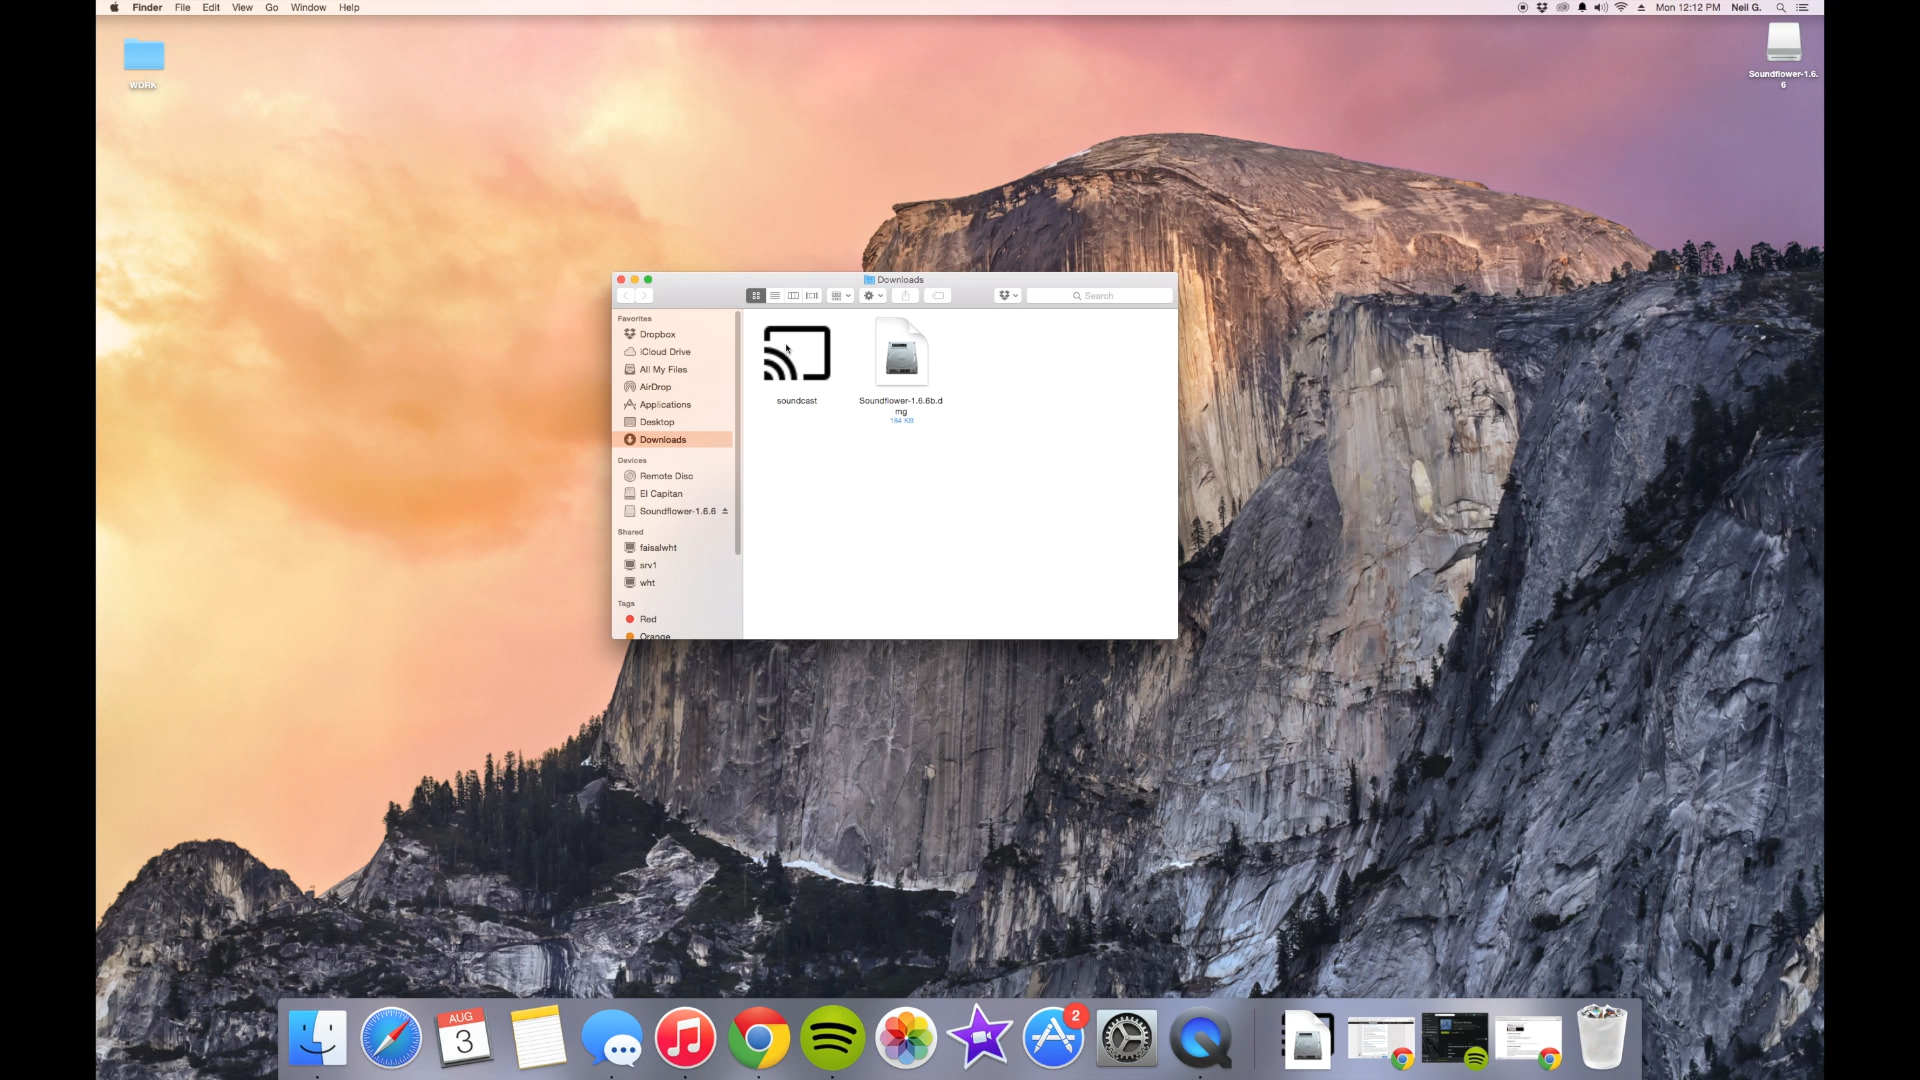 Finder File Edit View Go Window Help
Mon 12:12 PM Neil G.
WORK
Soundflower-1.6.
6
Downloads
Search
Favorites
Dropbox
iCloud Drive
All My Files
AirDrop
Applications
Desktop
Downloads
Devices
Remote Disc
El Capitan
Soundflower-1.6.6
Shared
faisalwht
srv1
wht
Tags
Red
Orange
soundcast
Soundflower-1.6.6b.d
mg
184 KB
AUG
3
2